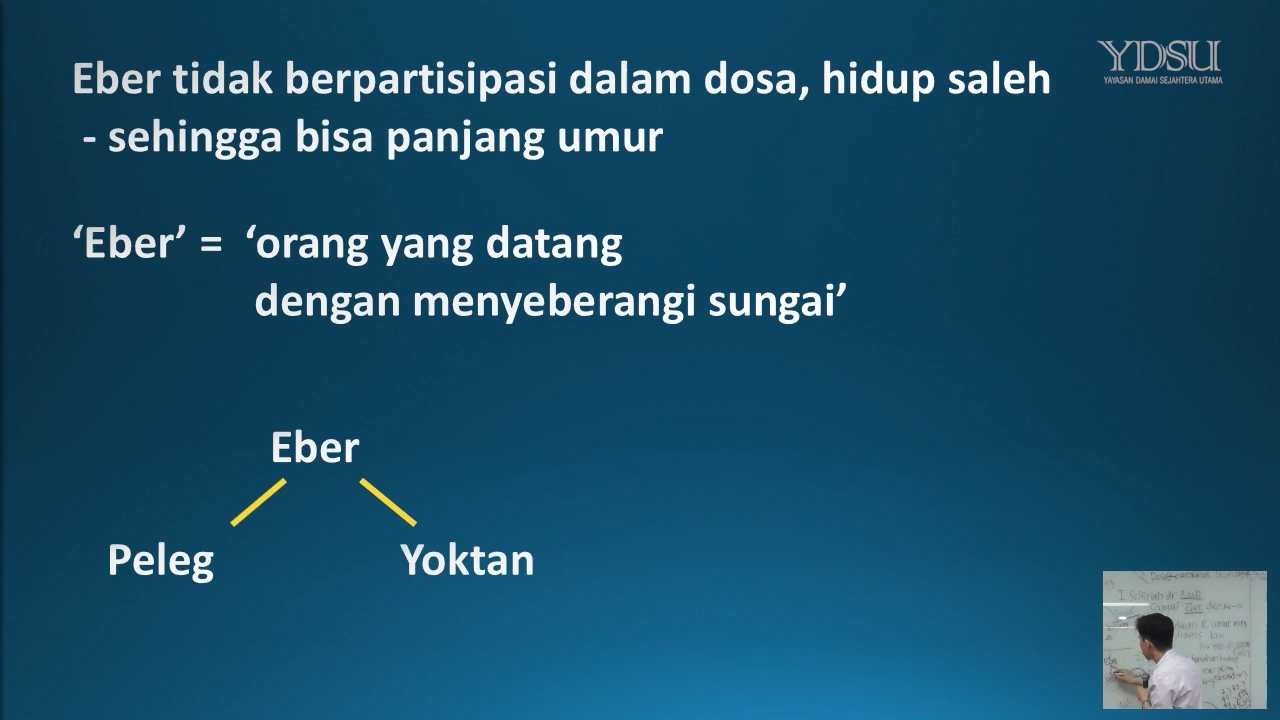 Eber tidak berpartisipasi dalam dosa, hidup saleh
- sehingga bisa panjang umur
YDSU
YAYASAN DAMAI SEJAHTERA UTAMA
‘Eber’ = ‘orang yang datang
dengan menyeberangi sungai’
Eber
Peleg Yoktan